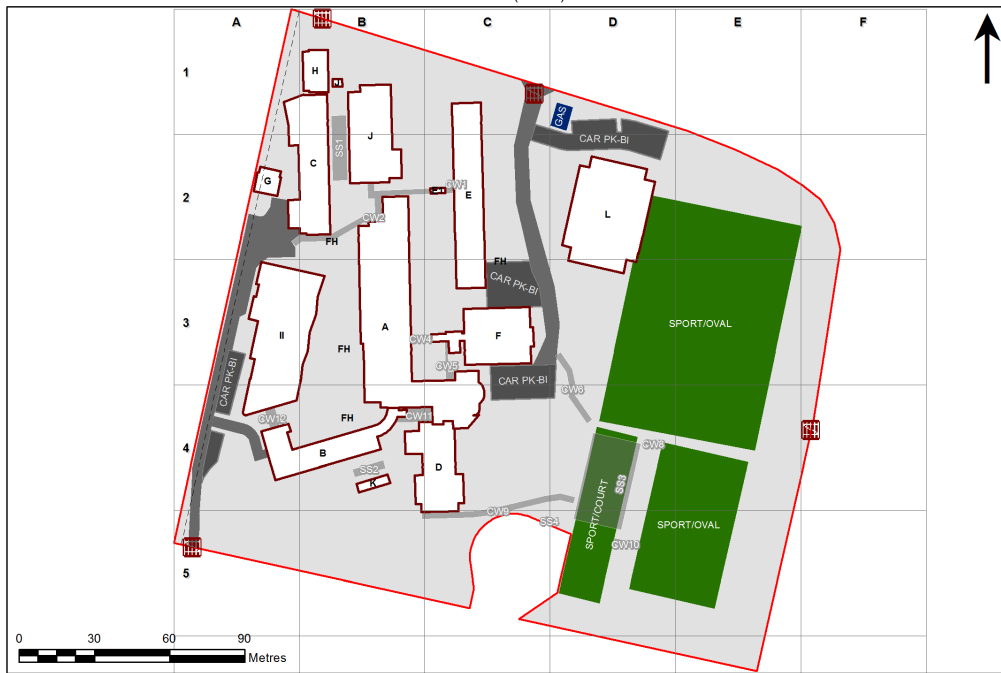 A B C D E F
1
H
J
GAS
CAR PK-BI
SS1
J
C
G
CW1
E
2
L
CW2
FH
FH
CAR PK-BI
3
II
A
CW4
F
SPORT/OVAL
FH
CW5
CAR PK-BI
CAR PK-BI
CW6
FH
CW11
CW12
4
B
CW8
D
SS2
K
SS3
CW9
SS4
SPORT/COURT
SPORT/OVAL
CW10
5
0 30 60 90
Metres